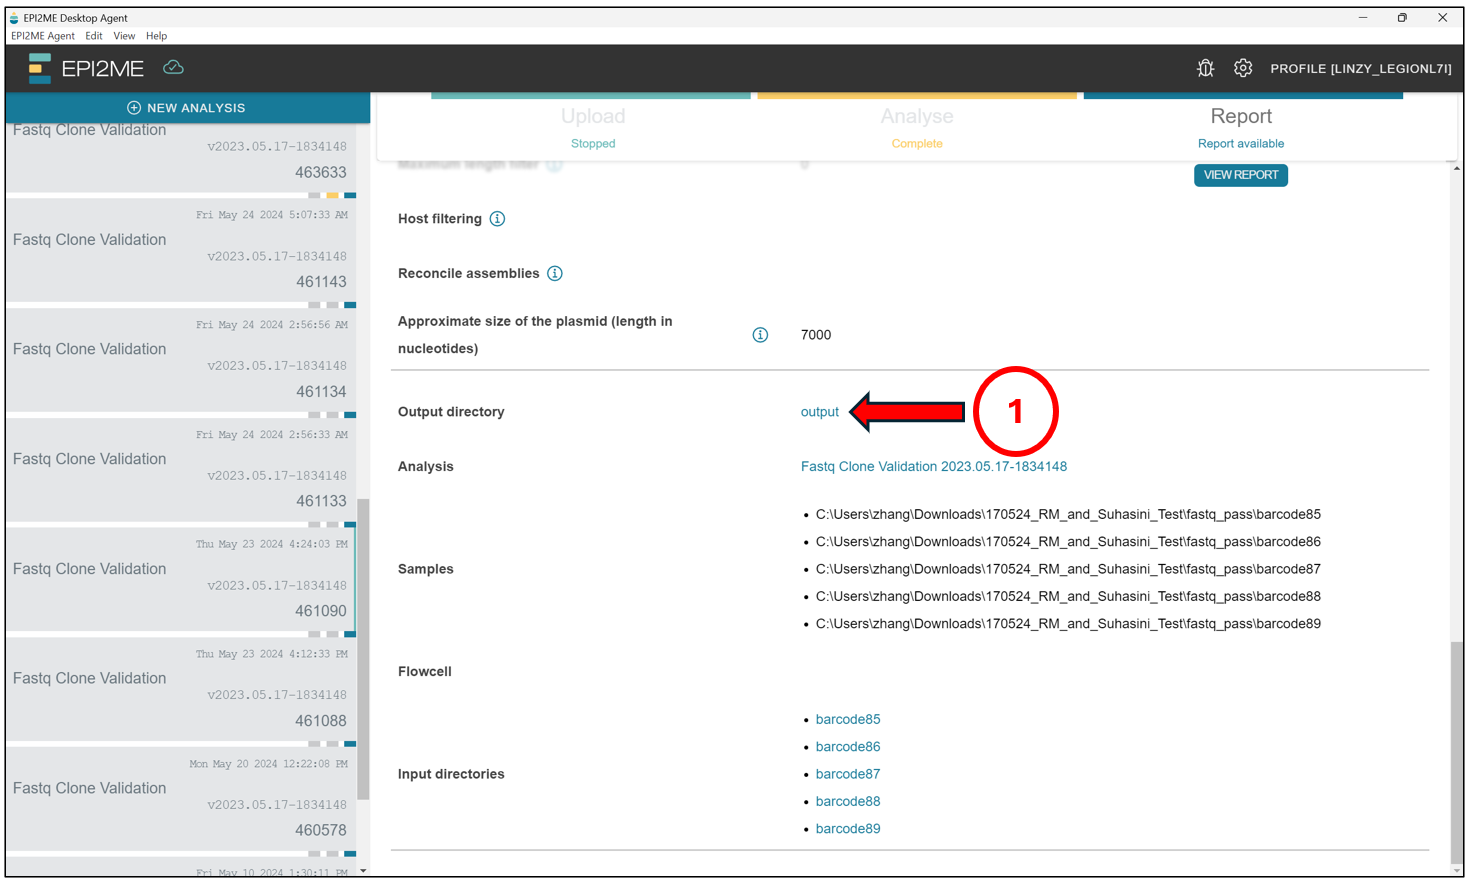 EPI2ME Desktop Agent
EPI2ME Agent Edit View Help
EPI2ME
PROFILE [LINZY_LEGIONL7I]
NEW ANALYSIS
Fastq Clone Validation
v2023.05.17-1834148
463633
Fri May 24 2024 5:07:33 AM
Fastq Clone Validation
v2023.05.17-1834148
461143
Fri May 24 2024 2:56:56 AM
Fastq Clone Validation
v2023.05.17-1834148
461134
Fri May 24 2024 2:56:33 AM
Fastq Clone Validation
v2023.05.17-1834148
461133
Thu May 23 2024 4:24:03 PM
Fastq Clone Validation
v2023.05.17-1834148
461090
Thu May 23 2024 4:12:33 PM
Fastq Clone Validation
v2023.05.17-1834148
461088
Mon May 20 2024 12:22:08 PM
Fastq Clone Validation
v2023.05.17-1834148
460578
Fri May 10 2024 1:30:11 PM
Upload
Stopped
Analyse
Complete
Report
Report available
VIEW REPORT
Maximum length filter
Host filtering
Reconcile assemblies
Approximate size of the plasmid (length in
nucleotides)
7000
Output directory
output
1
Analysis
Fastq Clone Validation 2023.05.17-1834148
Samples
• C:\Users\zhang\Downloads\170524_RM_and_Suhasini_Test\fastq_pass\barcode85
• C:\Users\zhang\Downloads\170524_RM_and_Suhasini_Test\fastq_pass\barcode86
• C:\Users\zhang\Downloads\170524_RM_and_Suhasini_Test\fastq_pass\barcode87
• C:\Users\zhang\Downloads\170524_RM_and_Suhasini_Test\fastq_pass\barcode88
• C:\Users\zhang\Downloads\170524_RM_and_Suhasini_Test\fastq_pass\barcode89
Flowcell
Input directories
• barcode85
• barcode86
• barcode87
• barcode88
• barcode89